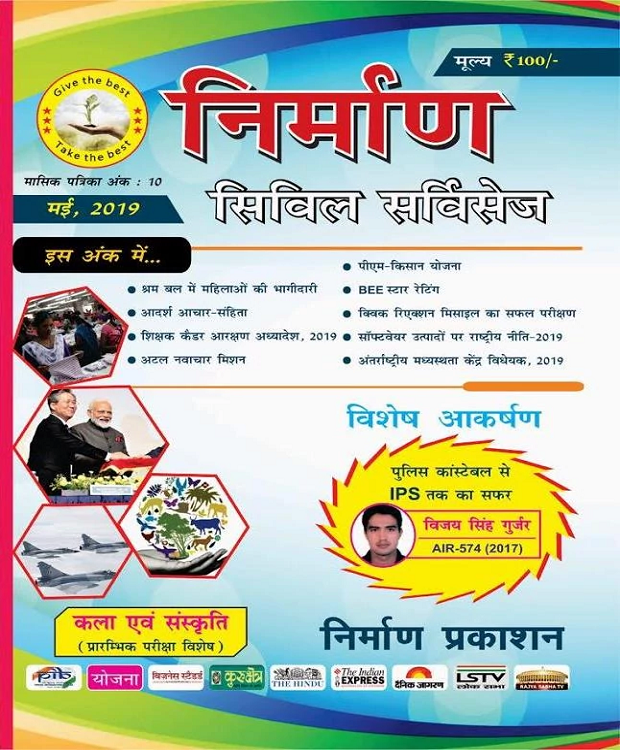 मूल्य ₹100/-
Give the best
Take the best
निर्माण
सिविल सर्विसेज
मासिक पत्रिका अंक : 10
मई, 2019
इस अंक में...
● श्रम बल में महिलाओं की भागीदारी
● आदर्श आचार-संहिता
● शिक्षक कैडर आरक्षण अध्यादेश, 2019
● अटल नवाचार मिशन
● पीएम-किसान योजना
● BEE स्टार रेटिंग
● क्विक रिएक्शन मिसाइल का सफल परीक्षण
● सॉफ्टवेयर उत्पादों पर राष्ट्रीय नीति-2019
● अंतर्राष्ट्रीय मध्यस्थता केंद्र विधेयक, 2019
विशेष आकर्षण
पुलिस कांस्टेबल से
IPS तक का सफर
विजय सिंह गुर्जर
AIR-574 (2017)
कला एवं संस्कृति
(प्रारम्भिक परीक्षा विशेष)
निर्माण प्रकाशन
pib
योजना
बिजनेस स्टैंडर्ड
कुरुक्षेत्र
THE HINDU
The Indian
EXPRESS
दैनिक जागरण
LSTV
लोक सभा
RAJYA SABHA TV